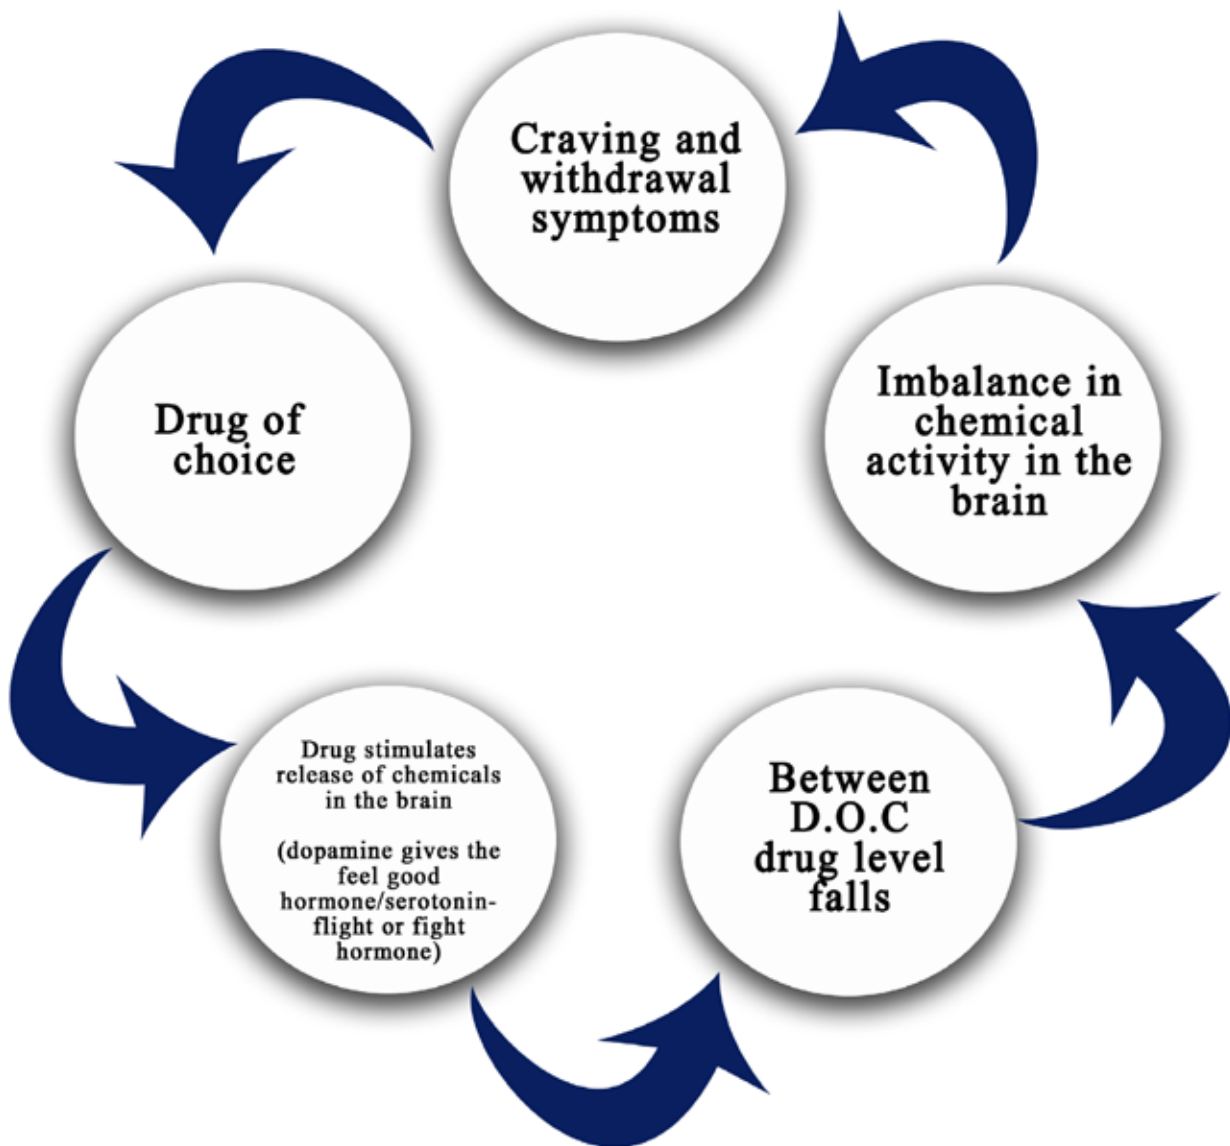 Craving and
withdrawal
symptoms
Drug of
choice
Drug stimulates
release of chemicals
in the brain
(dopamine gives the
feel good
hormone/serotonin-
flight or fight
hormone)
Between
D.O.C
drug level
falls
Imbalance in
chemical
activity in the
brain